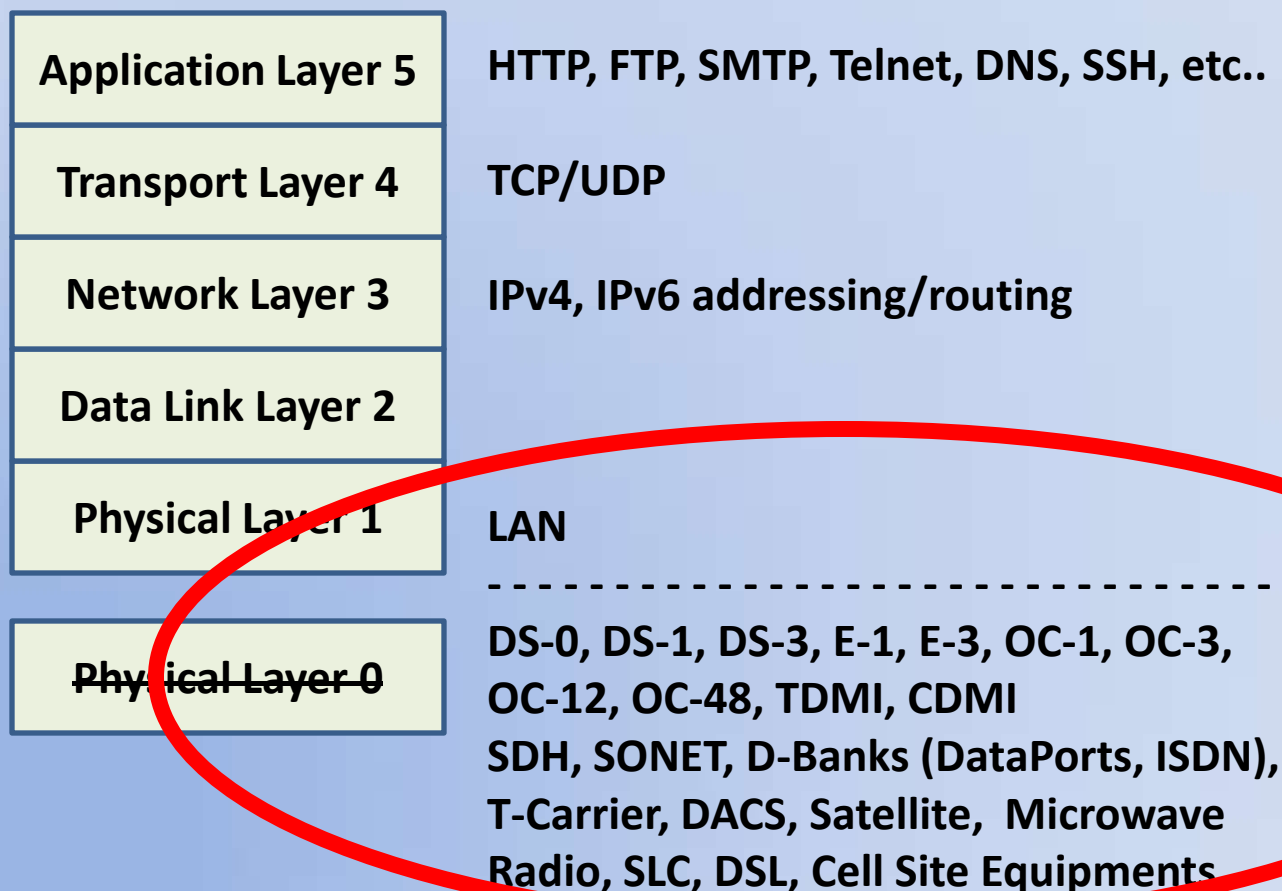 Application Layer 5 HTTP, FTP, SMTP, Telnet, DNS, SSH, etc..
Transport Layer 4 TCP/UDP
Network Layer 3 IPv4, IPv6 addressing/routing
Data Link Layer 2
Physical Layer 1 LAN
- - - - - - - - - - - - - - - - - - - - - - - - - - - - - - -
Physical Layer 0 DS-0, DS-1, DS-3, E-1, E-3, OC-1, OC-3,
OC-12, OC-48, TDMI, CDMI
SDH, SONET, D-Banks (DataPorts, ISDN),
T-Carrier, DACS, Satellite, Microwave
Radio, SLC, DSL, Cell Site Equipments